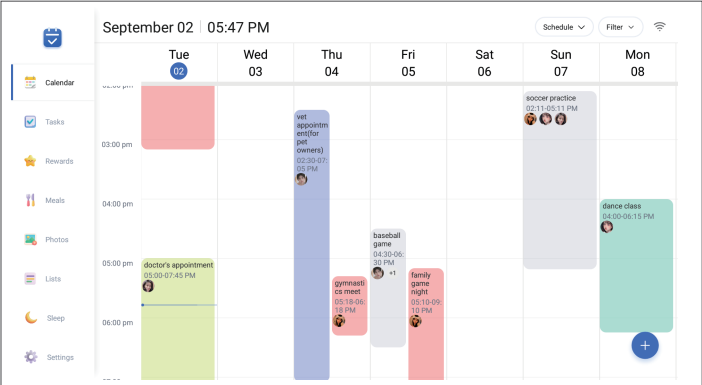 September 02 05:47 PM
Schedule
Filter
Tue Wed Thu Fri Sat Sun Mon
02 03 04 05 06 07 08
Calendar
Tasks
Rewards
Meals
Photos
Lists
Sleep
Settings
02:00 pm
03:00 pm
04:00 pm
05:00 pm
06:00 pm
doctor's appointment
05:00-07:45 PM
vet
appointm
ent(for
pet
owners)
02:30-07:
05 PM
gymnasti
cs meet
05:18-06:
18 PM
baseball
game
04:30-06:
30 PM
+1
family
game
night
05:10-09:
10 PM
soccer practice
02:11-05:11 PM
dance class
04:00-06:15 PM
+